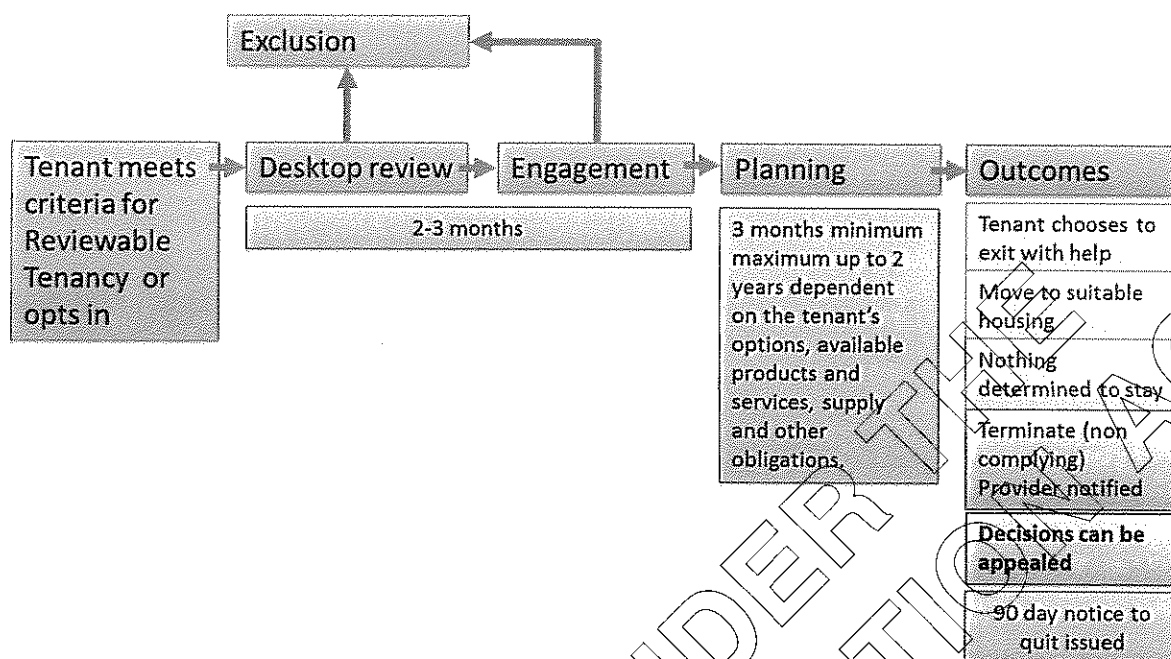 Exclusion
Tenant meets
criteria for
Reviewable
Tenancy or
opts in
Desktop review
Engagement
2-3 months
Planning
3 months minimum
maximum up to 2
years dependent
on the tenant's
options, available
products and
services, supply
and other
obligations.
Outcomes
Tenant chooses to
exit with help
Move to suitable
housing
Nothing
determined to stay
Terminate (non
complying)
Provider notified
Decisions can be
appealed
90 day notice to
quit issued